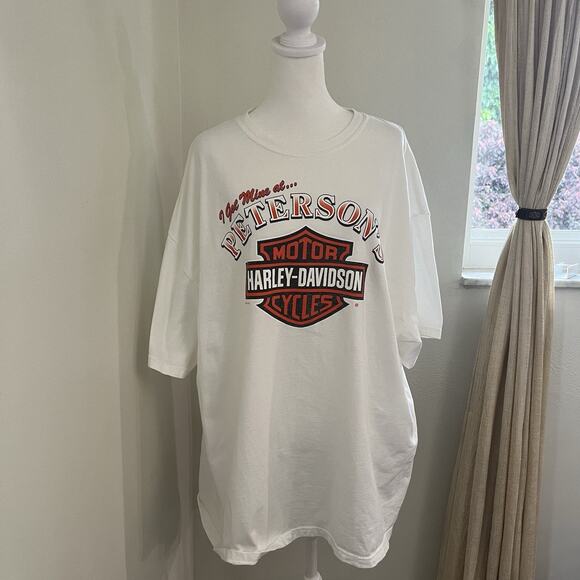 I Got Mine at...
PETERSON'S
MOTOR
HARLEY-DAVIDSON
CYCLES